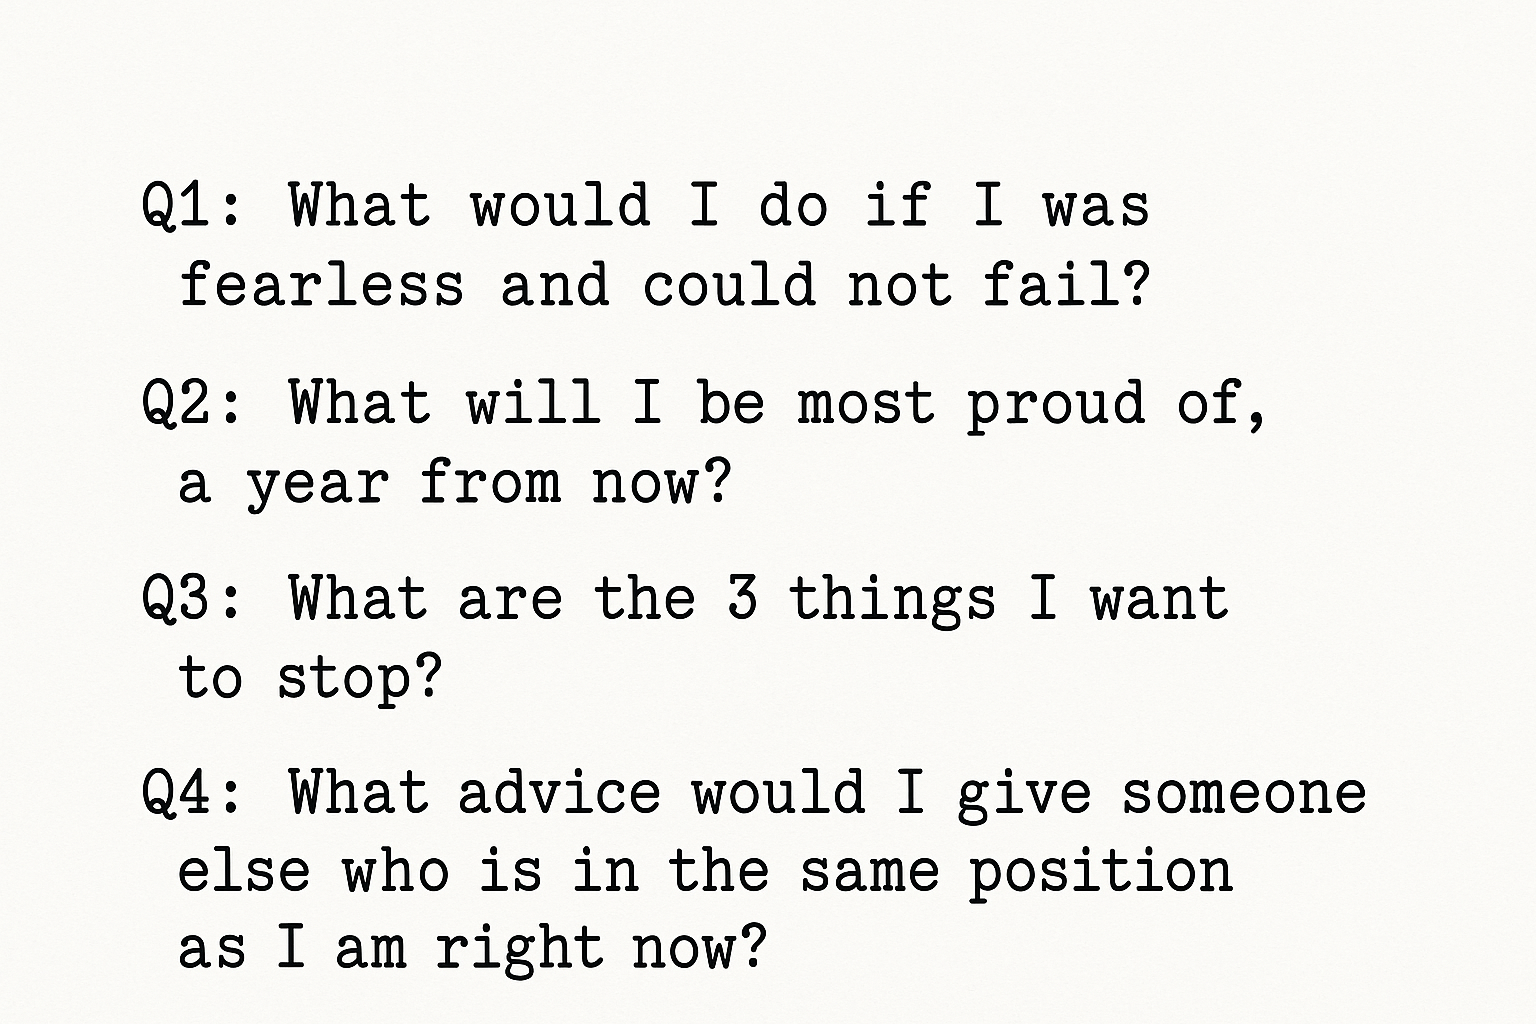 Q1: What would I do if I was
fearless and could not fail?
Q2: What will I be most proud of,
a year from now?
Q3: What are the 3 things I want
to stop?
Q4: What advice would I give someone
else who is in the same position
as I am right now?